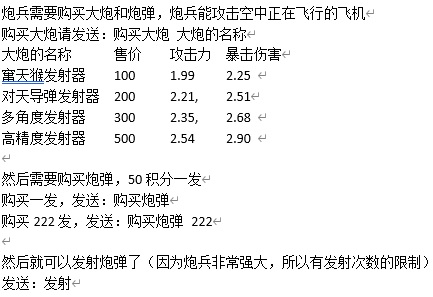 炮兵需要购买大炮和炮弹，炮兵能攻击空中正在飞行的飞机
购买大炮请发送：购买大炮 大炮的名称
大炮的名称 售价 攻击力 暴击伤害
窜天猴发射器 100 1.99 2.25
对天导弹发射器 200 2.21, 2.51
多角度发射器 300 2.35, 2.68
高精度发射器 500 2.54 2.90
然后需要购买炮弹，50 积分一发
购买一发，发送：购买炮弹
购买 222 发，发送：购买炮弹 222
然后就可以发射炮弹了（因为炮兵非常强大，所以有发射次数的限制）
发送：发射